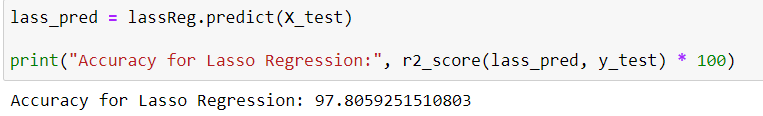 lass_pred = lassReg.predict(X_test)
print("Accuracy for Lasso Regression:", r2_score(lass_pred, y_test) * 100)
Accuracy for Lasso Regression: 97.8059251510803